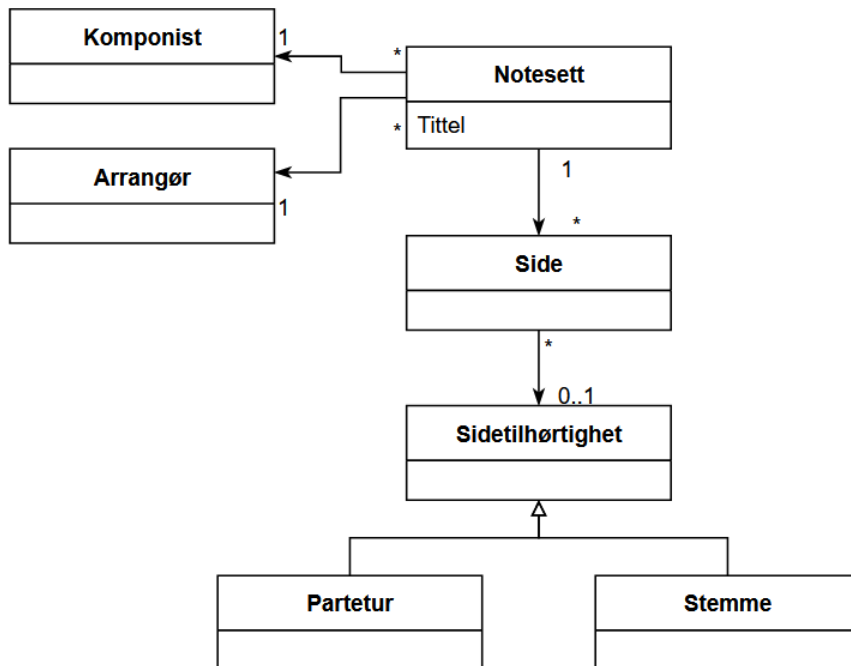 Komponist
1
*
Notesett
Tittel
*
Arrangør
1
1
*
Side
*
0..1
Sidetilhørtighet
Partetur
Stemme